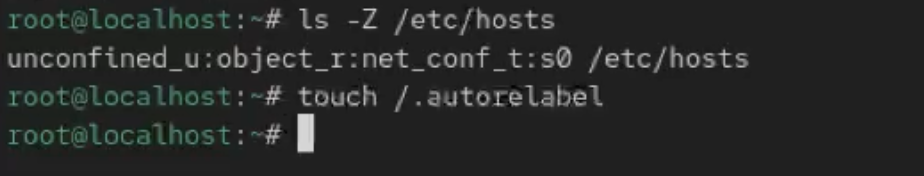 root@localhost:~# ls -Z /etc/hosts
unconfined_u:object_r:net_conf_t:s0 /etc/hosts
root@localhost:~# touch /.autorelabel
root@localhost:~#